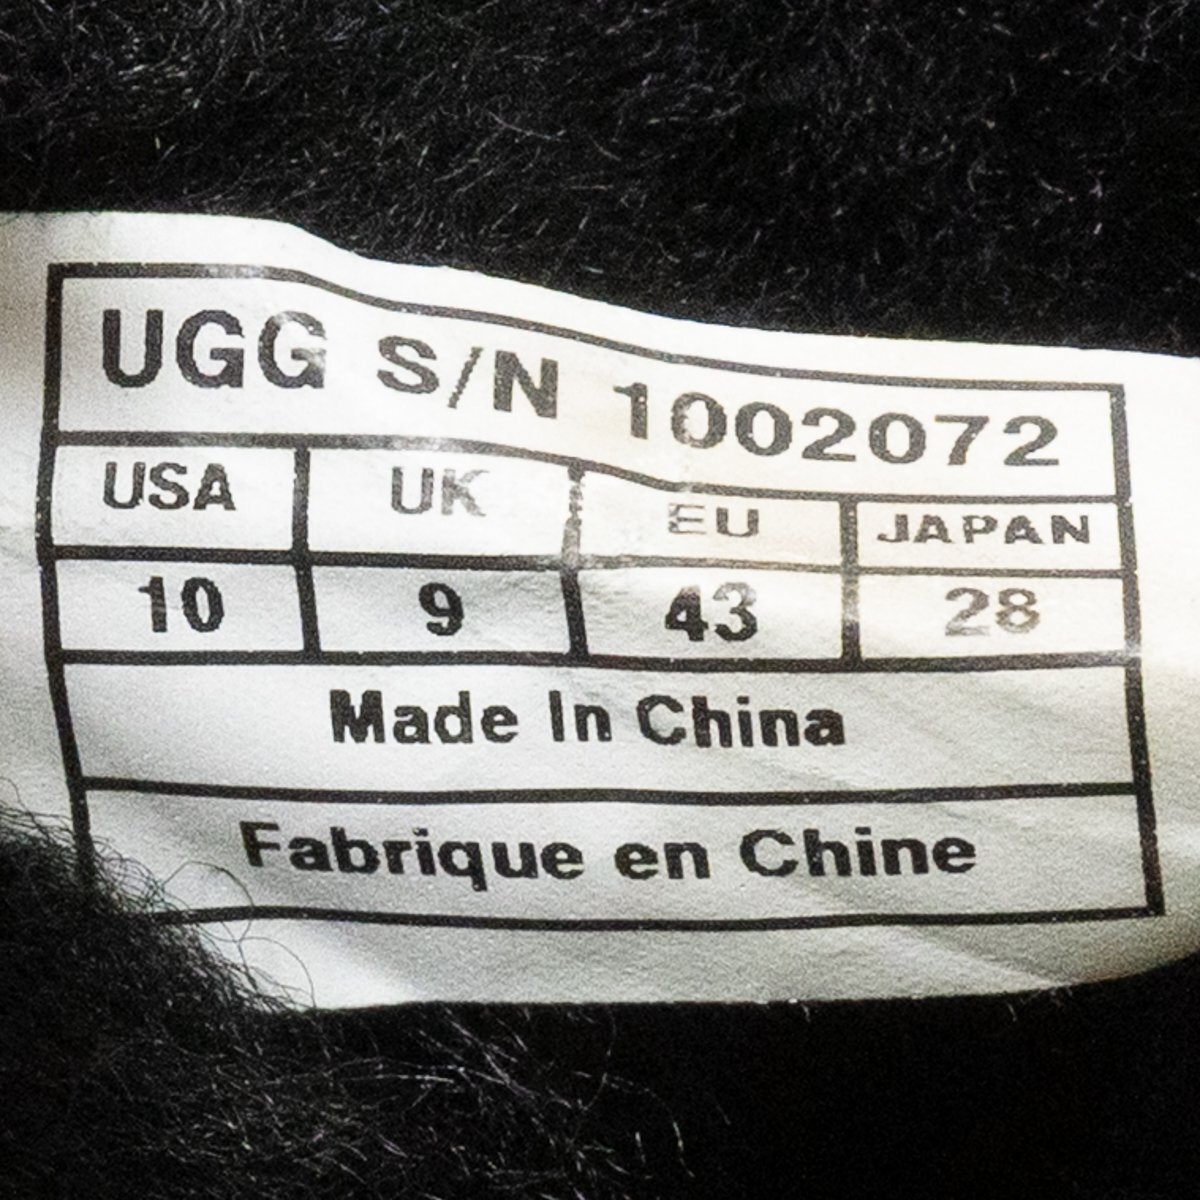 UGG S/N 1002072
USA UK EU JAPAN
10 9 43 28
Made In China
Fabrique en Chine